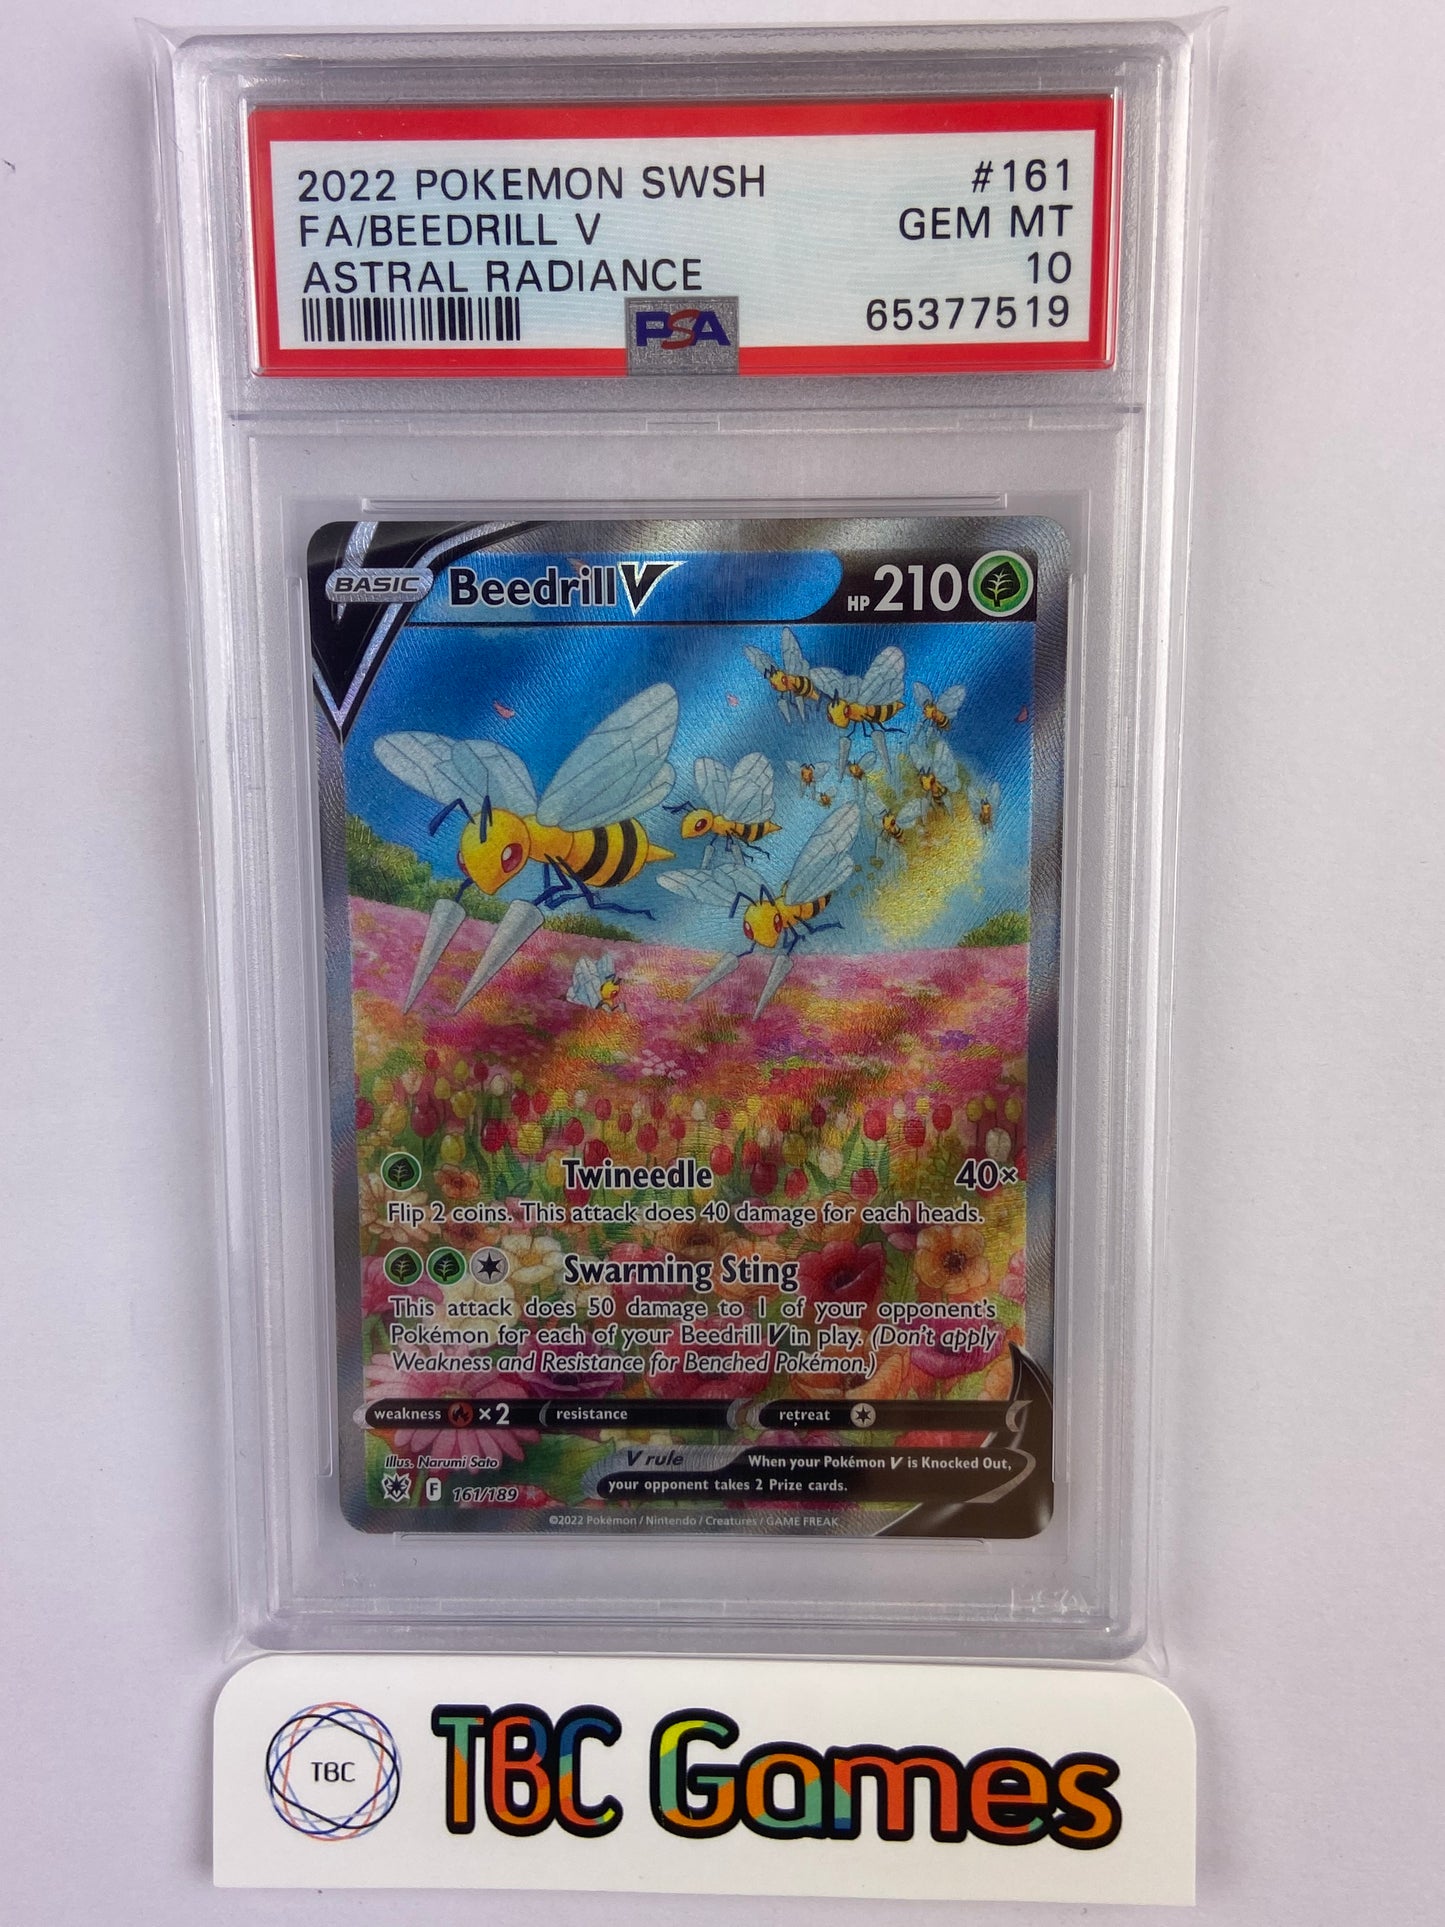 2022 POKEMON SWSH #161
FA/BEEDRILL V GEM MT
ASTRAL RADIANCE 10
PSA 65377519
BASIC Beedrill V HP 210
Twineedle 40×
Flip 2 coins. This attack does 40 damage for each heads.
Swarming Sting
This attack does 50 damage to 1 of your opponent's
Pokémon for each of your Beedrill V in play. (Don't apply
Weakness and Resistance for Benched Pokémon.)
weakness ×2 resistance retreat
Illus. Narumi Sato V rule When your Pokémon V is Knocked Out,
F 161/189 your opponent takes 2 Prize cards.
©2022 Pokémon / Nintendo / Creatures / GAME FREAK
TBC TBC Games